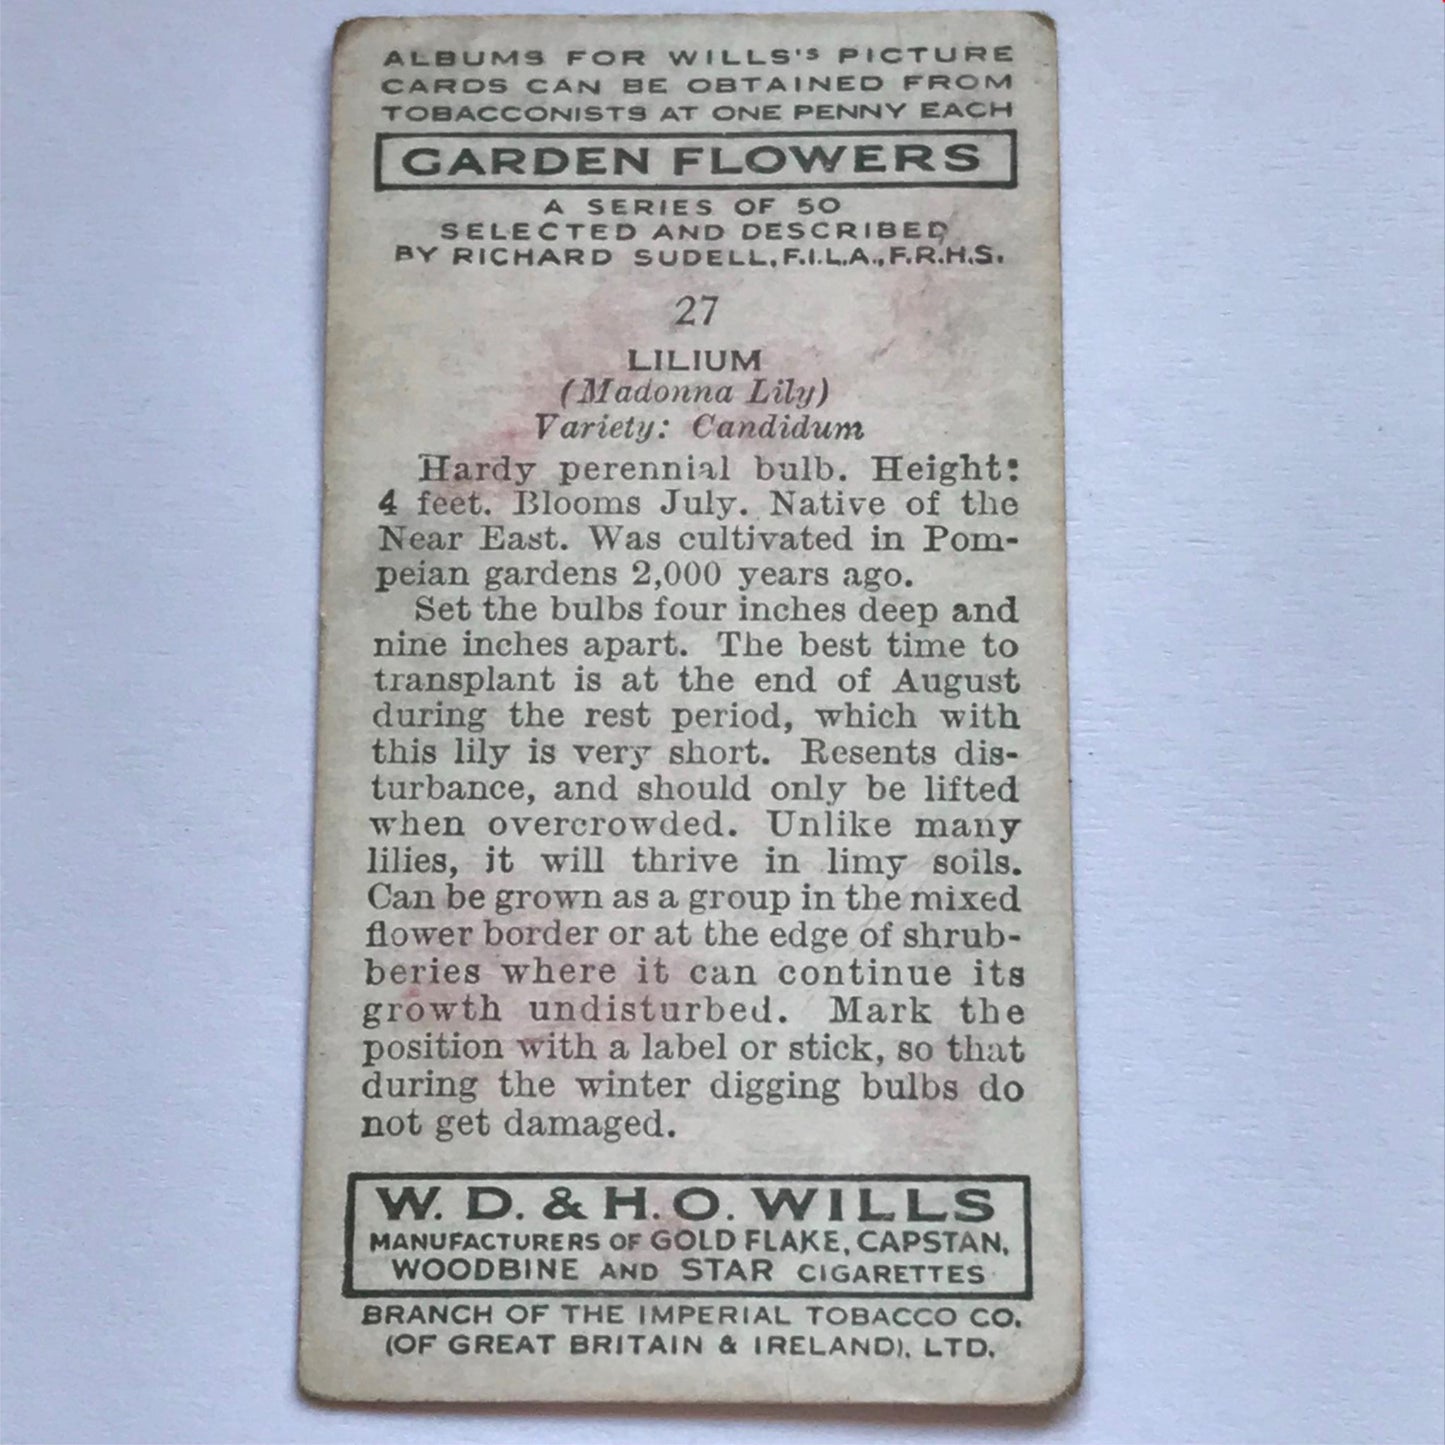 ALBUMS FOR WILLS'S PICTURE
CARDS CAN BE OBTAINED FROM
TOBACCONISTS AT ONE PENNY EACH
GARDEN FLOWERS
A SERIES OF 50
SELECTED AND DESCRIBED
BY RICHARD SUDELL, F.I.L.A., F.R.H.S.
27
LILIUM
(Madonna Lily)
Variety: Candidum
Hardy perennial bulb. Height:
4 feet. Blooms July. Native of the
Near East. Was cultivated in Pom-
peian gardens 2,000 years ago.
Set the bulbs four inches deep and
nine inches apart. The best time to
transplant is at the end of August
during the rest period, which with
this lily is very short. Resents dis-
turbance, and should only be lifted
when overcrowded. Unlike many
lilies, it will thrive in limy soils.
Can be grown as a group in the mixed
flower border or at the edge of shrub-
beries where it can continue its
growth undisturbed. Mark the
position with a label or stick, so that
during the winter digging bulbs do
not get damaged.
W. D. & H. O. WILLS
MANUFACTURERS OF GOLD FLAKE, CAPSTAN,
WOODBINE AND STAR CIGARETTES
BRANCH OF THE IMPERIAL TOBACCO CO.
(OF GREAT BRITAIN & IRELAND), LTD.